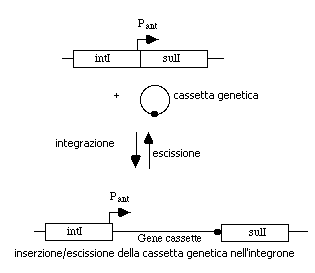 Pant
intI sulI
+ cassetta genetica
integrazione
escissione
Pant
intI sulI
Gene cassette
inserzione/escissione della cassetta genetica nell'integrone